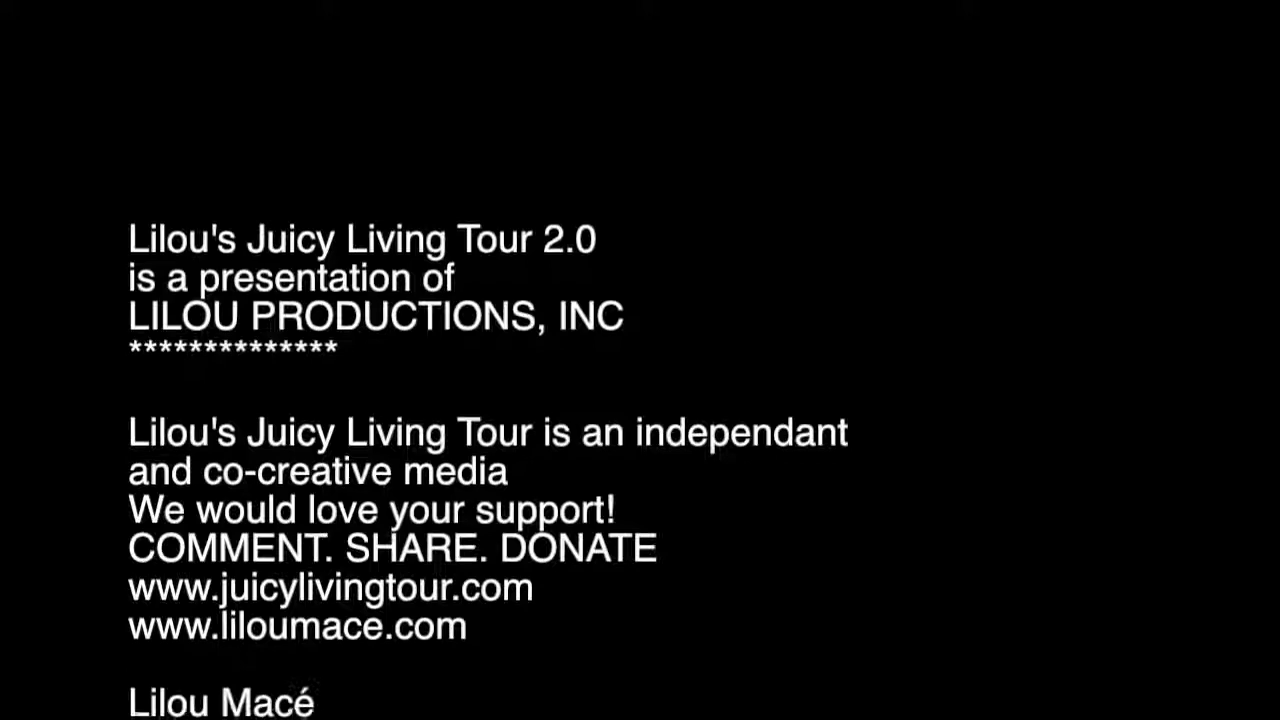 Lilou's Juicy Living Tour 2.0
is a presentation of
LILOU PRODUCTIONS, INC
**************
Lilou's Juicy Living Tour is an independant
and co-creative media
We would love your support!
COMMENT. SHARE. DONATE
www.juicylivingtour.com
www.liloumace.com
Lilou Macé